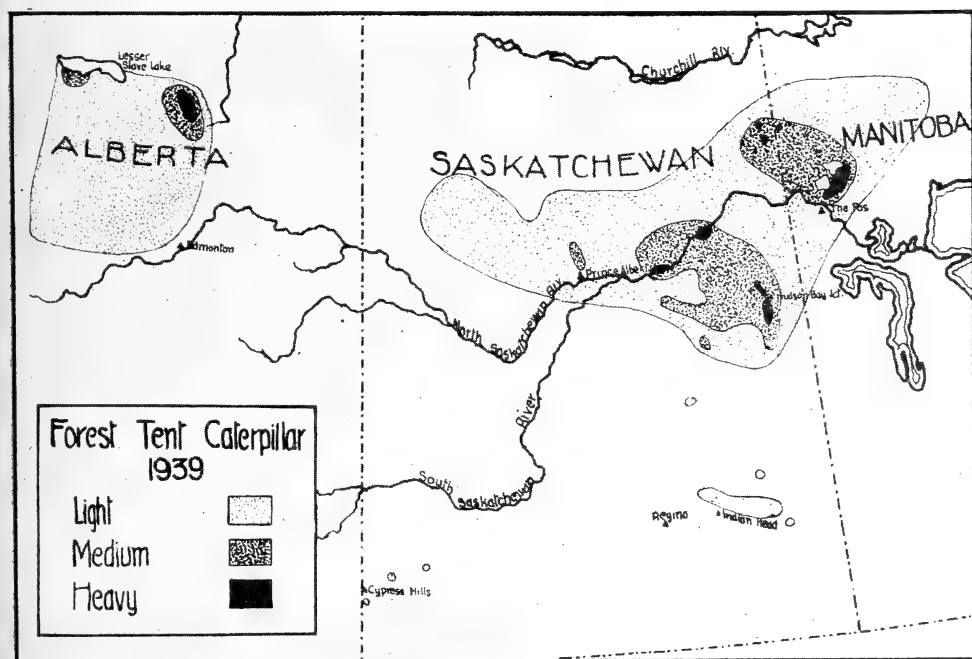 Lesser
Slave Lake
Churchill Riv.
ALBERTA
SASKATCHEWAN
MANITOBA
The Pas
Edmonton
Prince Albert
Hudson Bay Jct.
North Saskatchewan Riv.
River
South
Saskatchewan
Regina
Indian Head
Cypress Hills
Forest Tent Caterpillar
1939
Light
Medium
Heavy